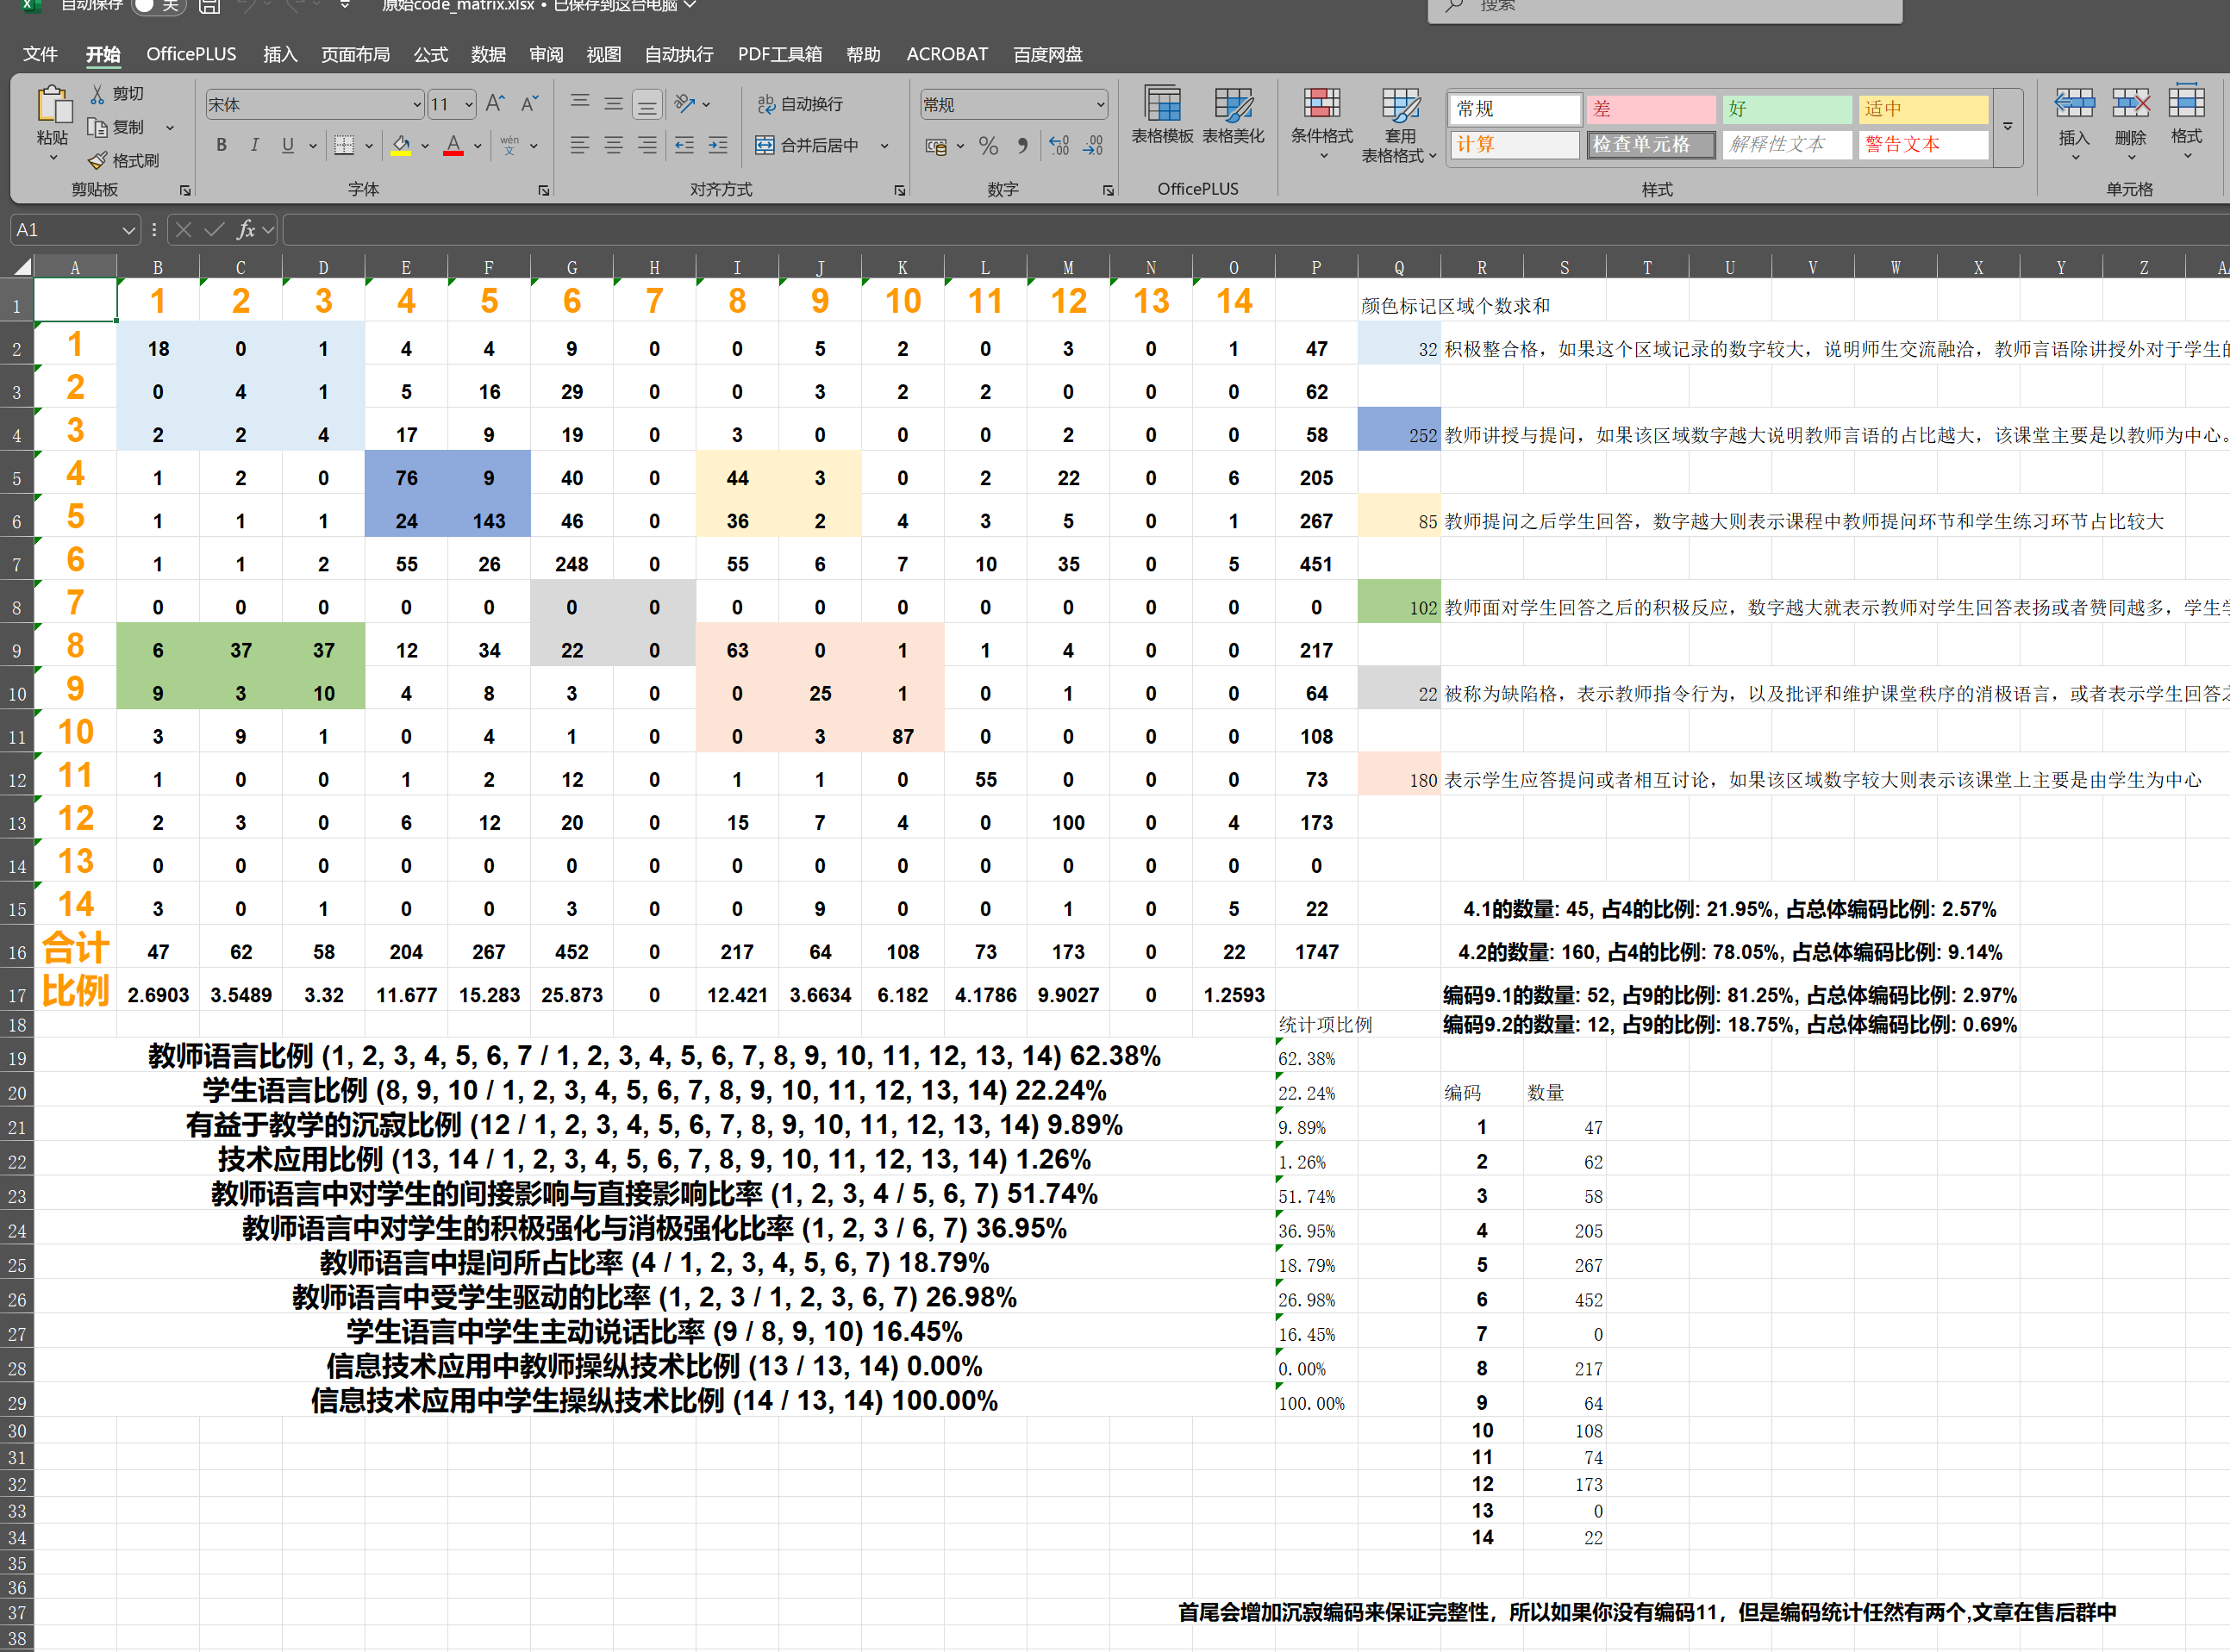 自动保存 关 原始code_matrix.xlsx • 已保存到这台电脑 搜索
文件 开始 OfficePLUS 插入 页面布局 公式 数据 审阅 视图 自动执行 PDF工具箱 帮助 ACROBAT 百度网盘
粘贴 剪切 复制 格式刷 剪贴板
宋体 11 A A B I U A wén 文 字体
自动换行 合并后居中 对齐方式
常规 % 数字
表格模板 表格美化 OfficePLUS
条件格式 套用 表格格式 常规 差 好 适中 计算 检查单元格 解释性文本 警告文本 样式
插入 删除 格式 单元格
A1 fx
A B C D E F G H I J K L M N O P Q R S T U V W X Y Z
1 1 2 3 4 5 6 7 8 9 10 11 12 13 14 颜色标记区域个数求和
2 1 18 0 1 4 4 9 0 0 5 2 0 3 0 1 47 32 积极整合格，如果这个区域记录的数字较大，说明师生交流融洽，教师言语除讲授外对于学生的
3 2 0 4 1 5 16 29 0 0 3 2 2 0 0 0 62
4 3 2 2 4 17 9 19 0 3 0 0 0 2 0 0 58 252 教师讲授与提问，如果该区域数字越大说明教师言语的占比越大，该课堂主要是以教师为中心。
5 4 1 2 0 76 9 40 0 44 3 0 2 22 0 6 205
6 5 1 1 1 24 143 46 0 36 2 4 3 5 0 1 267 85 教师提问之后学生回答，数字越大则表示课程中教师提问环节和学生练习环节占比较大
7 6 1 1 2 55 26 248 0 55 6 7 10 35 0 5 451
8 7 0 0 0 0 0 0 0 0 0 0 0 0 0 0 0 102 教师面对学生回答之后的积极反应，数字越大就表示教师对学生回答表扬或者赞同越多，学生学
9 8 6 37 37 12 34 22 0 63 0 1 1 4 0 0 217
10 9 9 3 10 4 8 3 0 0 25 1 0 1 0 0 64 22 被称为缺陷格，表示教师指令行为，以及批评和维护课堂秩序的消极语言，或者表示学生回答之
11 10 3 9 1 0 4 1 0 0 3 87 0 0 0 0 108
12 11 1 0 0 1 2 12 0 1 1 0 55 0 0 0 73 180 表示学生应答提问或者相互讨论，如果该区域数字较大则表示该课堂上主要是由学生为中心
13 12 2 3 0 6 12 20 0 15 7 4 0 100 0 4 173
14 13 0 0 0 0 0 0 0 0 0 0 0 0 0 0 0
15 14 3 0 1 0 0 3 0 0 9 0 0 1 0 5 22 4.1的数量: 45, 占4的比例: 21.95%, 占总体编码比例: 2.57%
16 合计 47 62 58 204 267 452 0 217 64 108 73 173 0 22 1747 4.2的数量: 160, 占4的比例: 78.05%, 占总体编码比例: 9.14%
17 比例 2.6903 3.5489 3.32 11.677 15.283 25.873 0 12.421 3.6634 6.182 4.1786 9.9027 0 1.2593 编码9.1的数量: 52, 占9的比例: 81.25%, 占总体编码比例: 2.97%
18 统计项比例 编码9.2的数量: 12, 占9的比例: 18.75%, 占总体编码比例: 0.69%
19 教师语言比例 (1, 2, 3, 4, 5, 6, 7 / 1, 2, 3, 4, 5, 6, 7, 8, 9, 10, 11, 12, 13, 14) 62.38% 62.38%
20 学生语言比例 (8, 9, 10 / 1, 2, 3, 4, 5, 6, 7, 8, 9, 10, 11, 12, 13, 14) 22.24% 22.24% 编码 数量
21 有益于教学的沉寂比例 (12 / 1, 2, 3, 4, 5, 6, 7, 8, 9, 10, 11, 12, 13, 14) 9.89% 9.89% 1 47
22 技术应用比例 (13, 14 / 1, 2, 3, 4, 5, 6, 7, 8, 9, 10, 11, 12, 13, 14) 1.26% 1.26% 2 62
23 教师语言中对学生的间接影响与直接影响比率 (1, 2, 3, 4 / 5, 6, 7) 51.74% 51.74% 3 58
24 教师语言中对学生的积极强化与消极强化比率 (1, 2, 3 / 6, 7) 36.95% 36.95% 4 205
25 教师语言中提问所占比率 (4 / 1, 2, 3, 4, 5, 6, 7) 18.79% 18.79% 5 267
26 教师语言中受学生驱动的比率 (1, 2, 3 / 1, 2, 3, 6, 7) 26.98% 26.98% 6 452
27 学生语言中学生主动说话比率 (9 / 8, 9, 10) 16.45% 16.45% 7 0
28 信息技术应用中教师操纵技术比例 (13 / 13, 14) 0.00% 0.00% 8 217
29 信息技术应用中学生操纵技术比例 (14 / 13, 14) 100.00% 100.00% 9 64
30 10 108
31 11 74
32 12 173
33 13 0
34 14 22
35
36
37 首尾会增加沉寂编码来保证完整性，所以如果你没有编码11，但是编码统计任然有两个,文章在售后群中
38